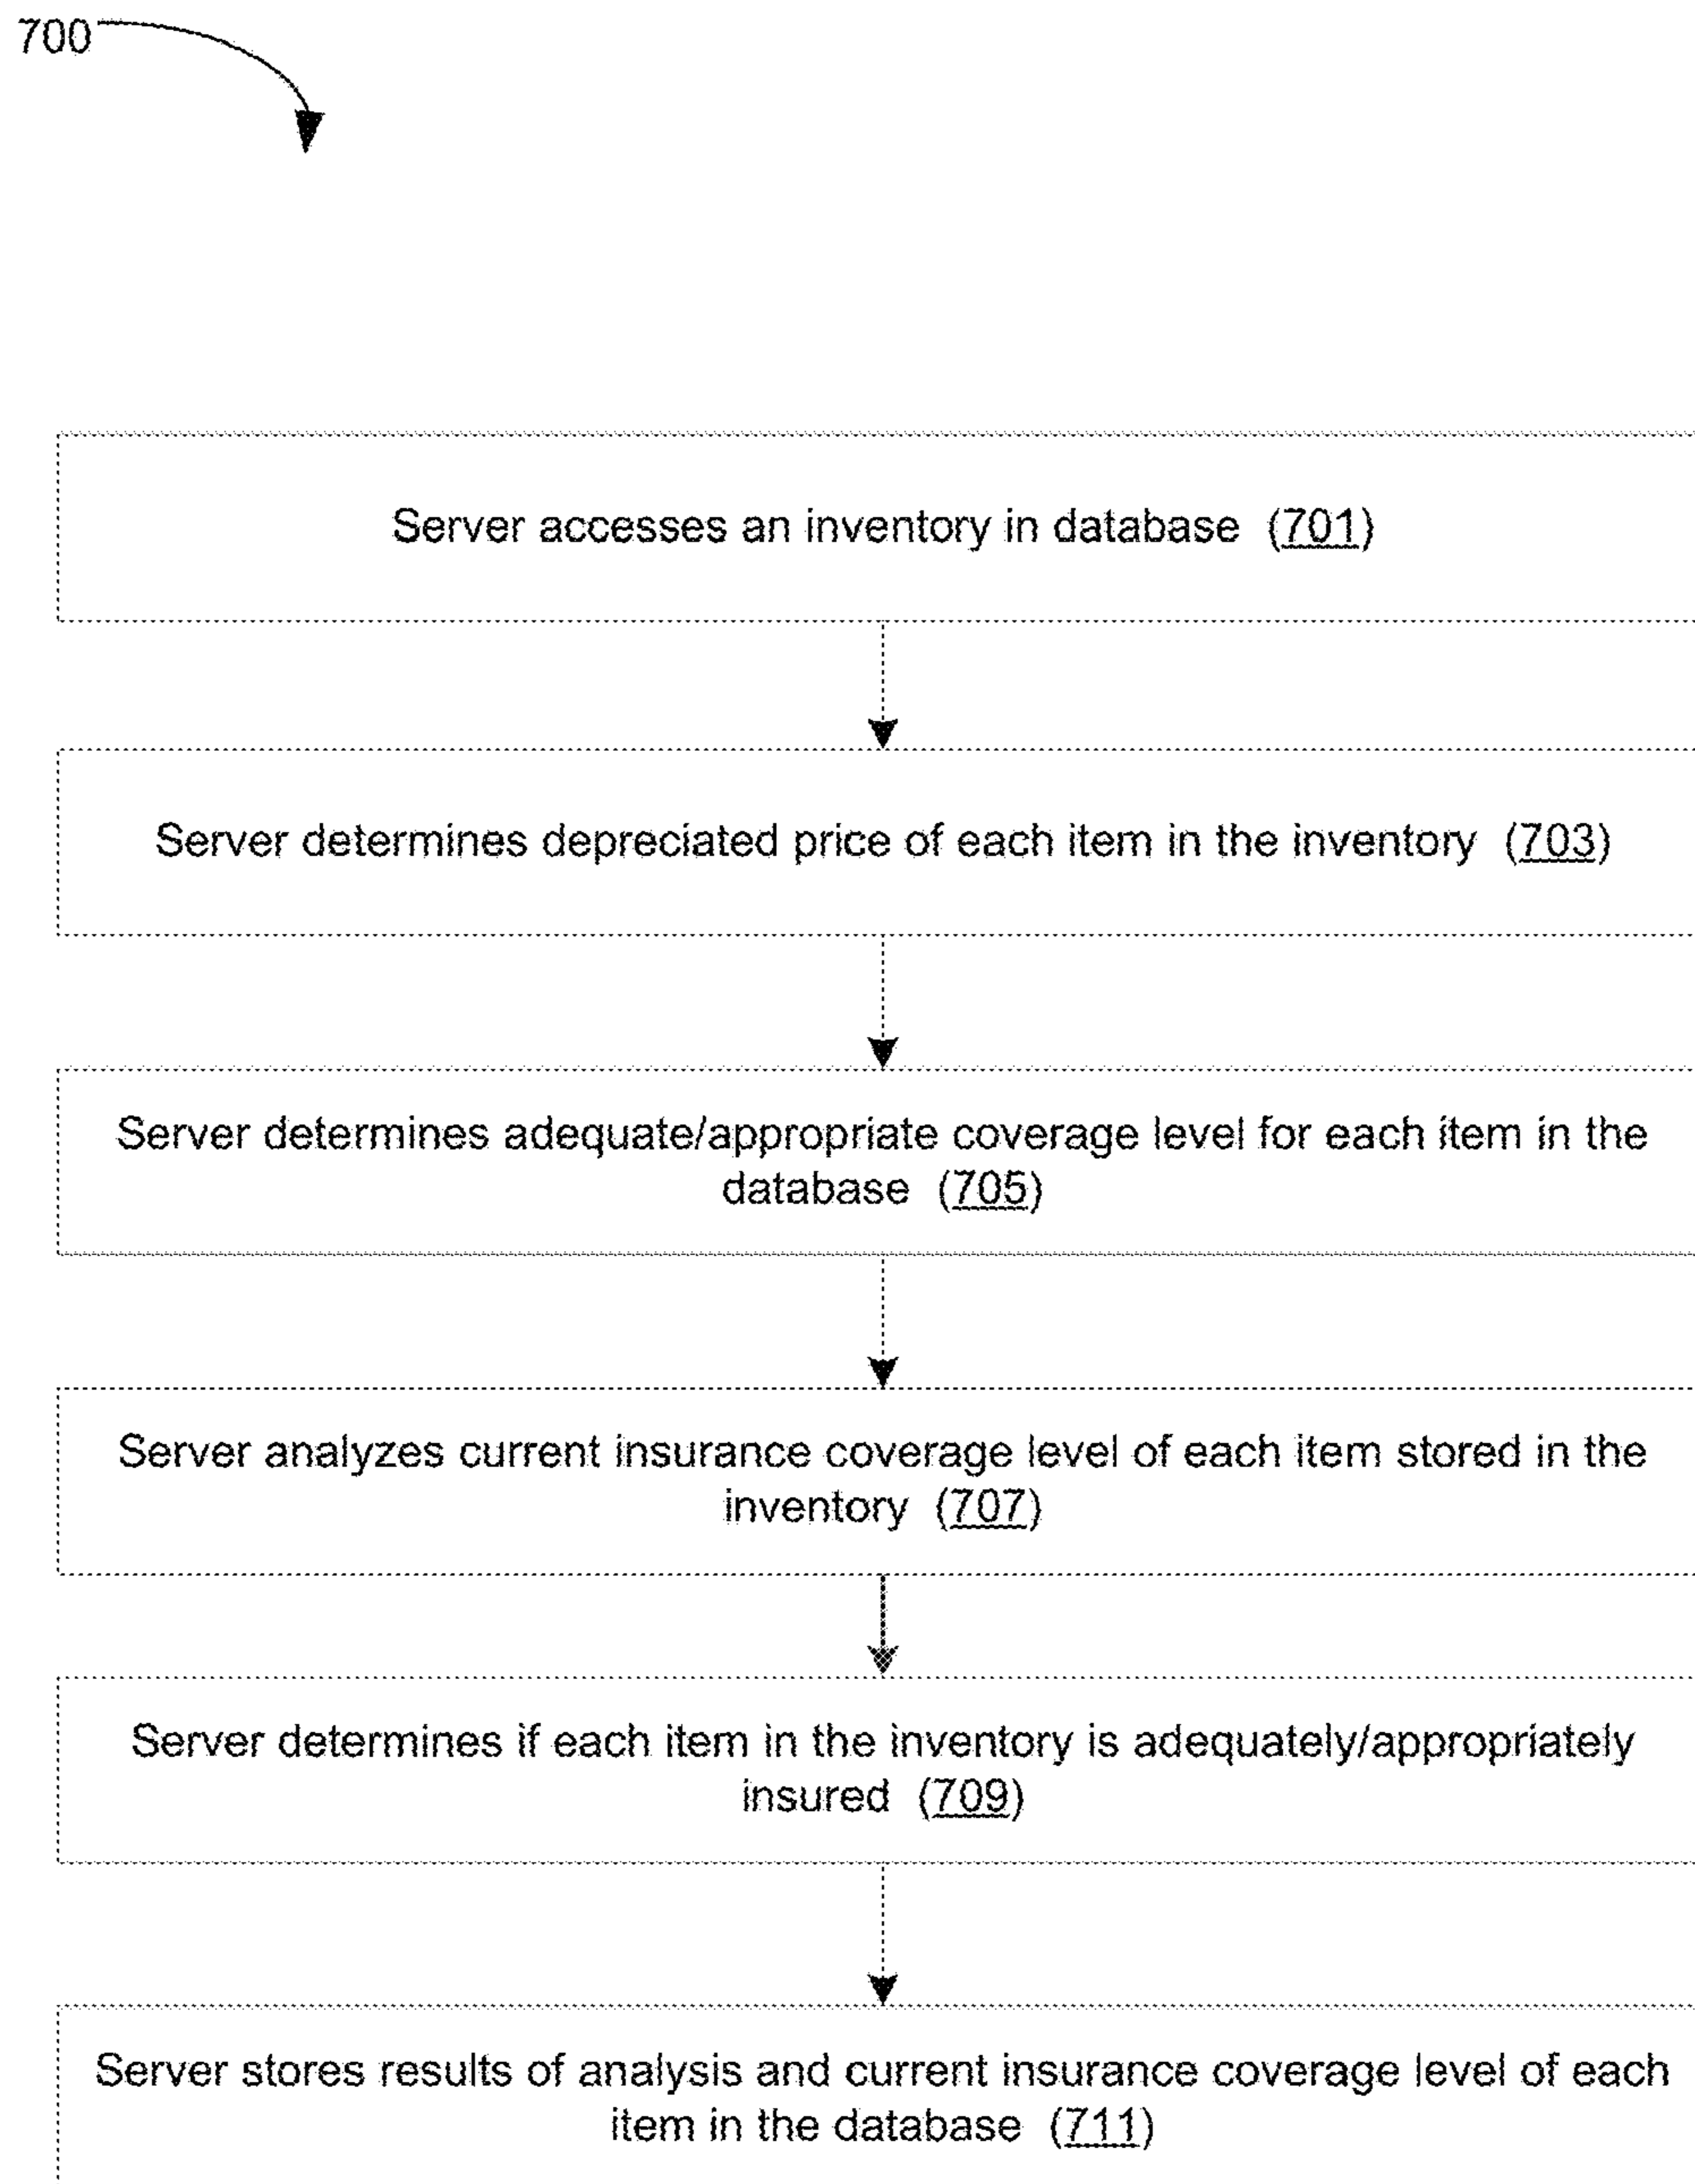 700
Server accesses an inventory in database (701)
Server determines depreciated price of each item in the inventory (703)
Server determines adequate/appropriate coverage level for each item in the
database (705)
Server analyzes current insurance coverage level of each item stored in the
inventory (707)
Server determines if each item in the inventory is adequately/appropriately
insured (709)
Server stores results of analysis and current insurance coverage level of each
item in the database (711)